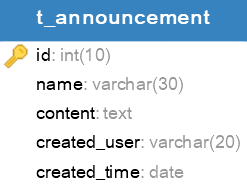 t_announcement
id: int(10)
name: varchar(30)
content: text
created_user: varchar(20)
created_time: date